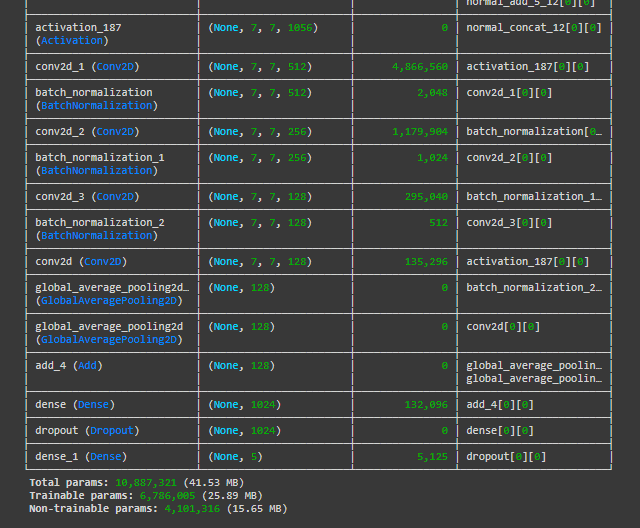 normal_add_5_12[0][0]
activation_187 (None, 7, 7, 1056) 0 normal_concat_12[0][0]
(Activation)
conv2d_1 (Conv2D) (None, 7, 7, 512) 4,866,560 activation_187[0][0]
batch_normalization (None, 7, 7, 512) 2,048 conv2d_1[0][0]
(BatchNormalization)
conv2d_2 (Conv2D) (None, 7, 7, 256) 1,179,904 batch_normalization[0…
batch_normalization_1 (None, 7, 7, 256) 1,024 conv2d_2[0][0]
(BatchNormalization)
conv2d_3 (Conv2D) (None, 7, 7, 128) 295,040 batch_normalization_1…
batch_normalization_2 (None, 7, 7, 128) 512 conv2d_3[0][0]
(BatchNormalization)
conv2d (Conv2D) (None, 7, 7, 128) 135,296 activation_187[0][0]
global_average_pooling2d… (None, 128) 0 batch_normalization_2…
(GlobalAveragePooling2D)
global_average_pooling2d (None, 128) 0 conv2d[0][0]
(GlobalAveragePooling2D)
add_4 (Add) (None, 128) 0 global_average_poolin…
global_average_poolin…
dense (Dense) (None, 1024) 132,096 add_4[0][0]
dropout (Dropout) (None, 1024) 0 dense[0][0]
dense_1 (Dense) (None, 5) 5,125 dropout[0][0]
Total params: 10,887,321 (41.53 MB)
Trainable params: 6,786,005 (25.89 MB)
Non-trainable params: 4,101,316 (15.65 MB)